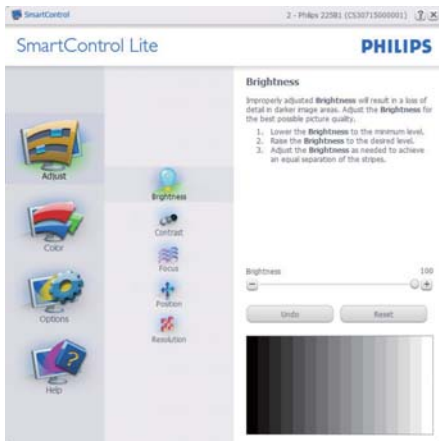 SmartControl
2 - Philips 225B1 (CS30715000001)
SmartControl Lite
PHILIPS
Adjust
Color
Options
Help
Brightness
Contrast
Focus
Position
Resolution
Brightness
Improperly adjusted Brightness will result in a loss of
detail in darker image areas. Adjust the Brightness for
the best possible picture quality.
1. Lower the Brightness to the minimum level.
2. Raise the Brightness to the desired level.
3. Adjust the Brightness as needed to achieve
an equal separation of the stripes.
Brightness 100
Undo Reset